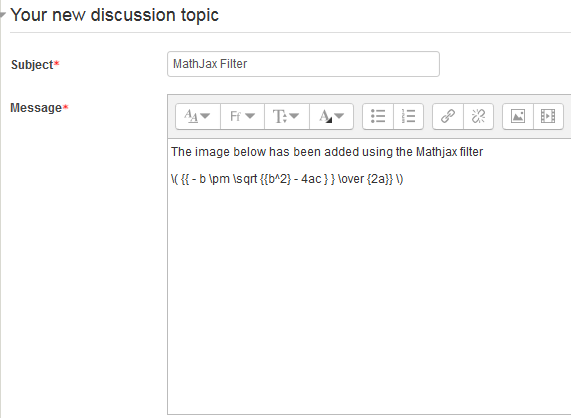 Your new discussion topic
Subject*
MathJax Filter
Message*
The image below has been added using the Mathjax filter
\( {{ - b \pm \sqrt {{b^2} - 4ac } } \over {2a}} \)